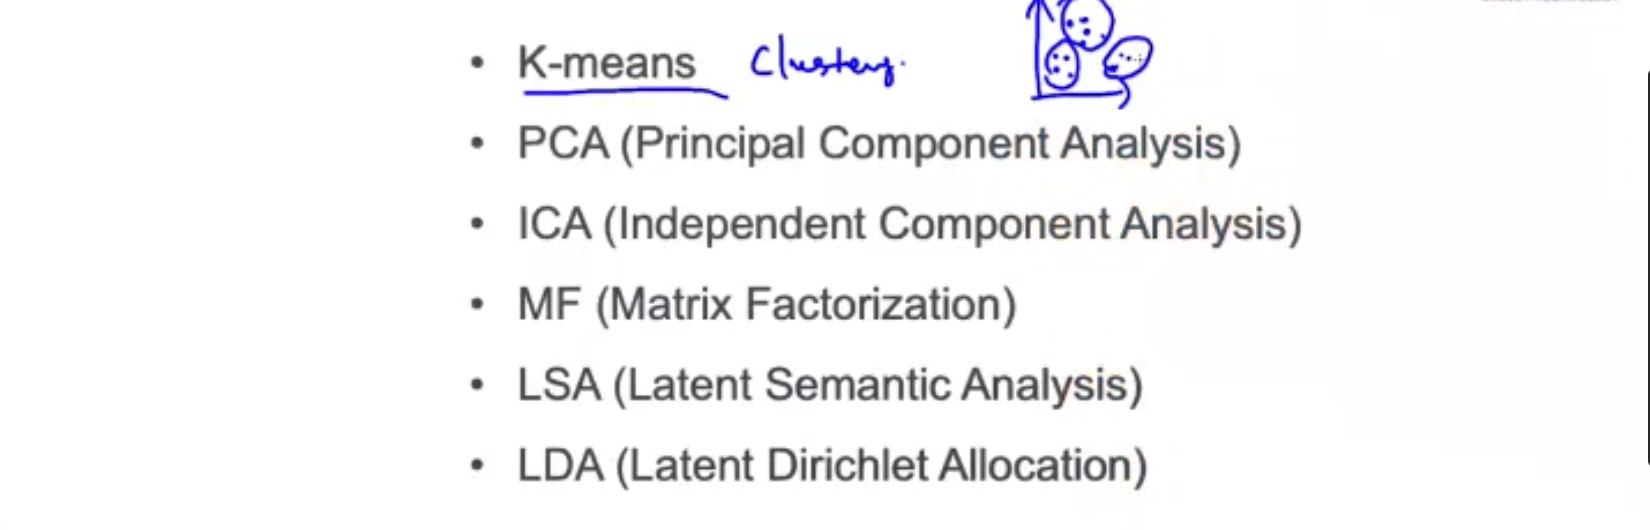 • K-means Clustery.
• PCA (Principal Component Analysis)
• ICA (Independent Component Analysis)
• MF (Matrix Factorization)
• LSA (Latent Semantic Analysis)
• LDA (Latent Dirichlet Allocation)